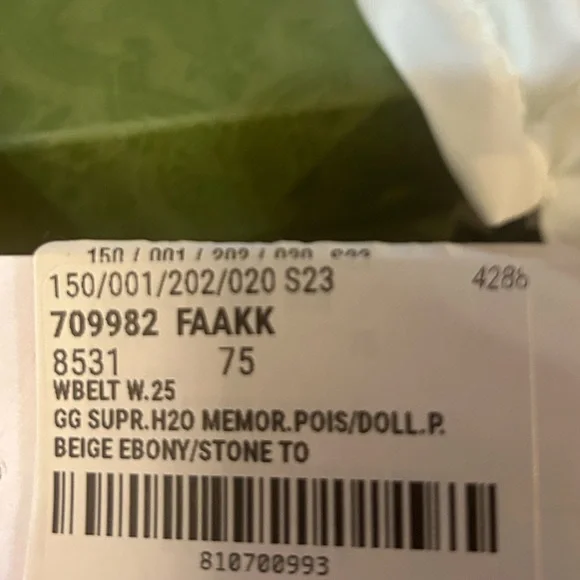 150/001/202/020 S23
4286
709982 FAAKK
8531 75
WBELT W.25
GG SUPR.H2O MEMOR.POIS/DOLL.P.
BEIGE EBONY/STONE TO
810700993